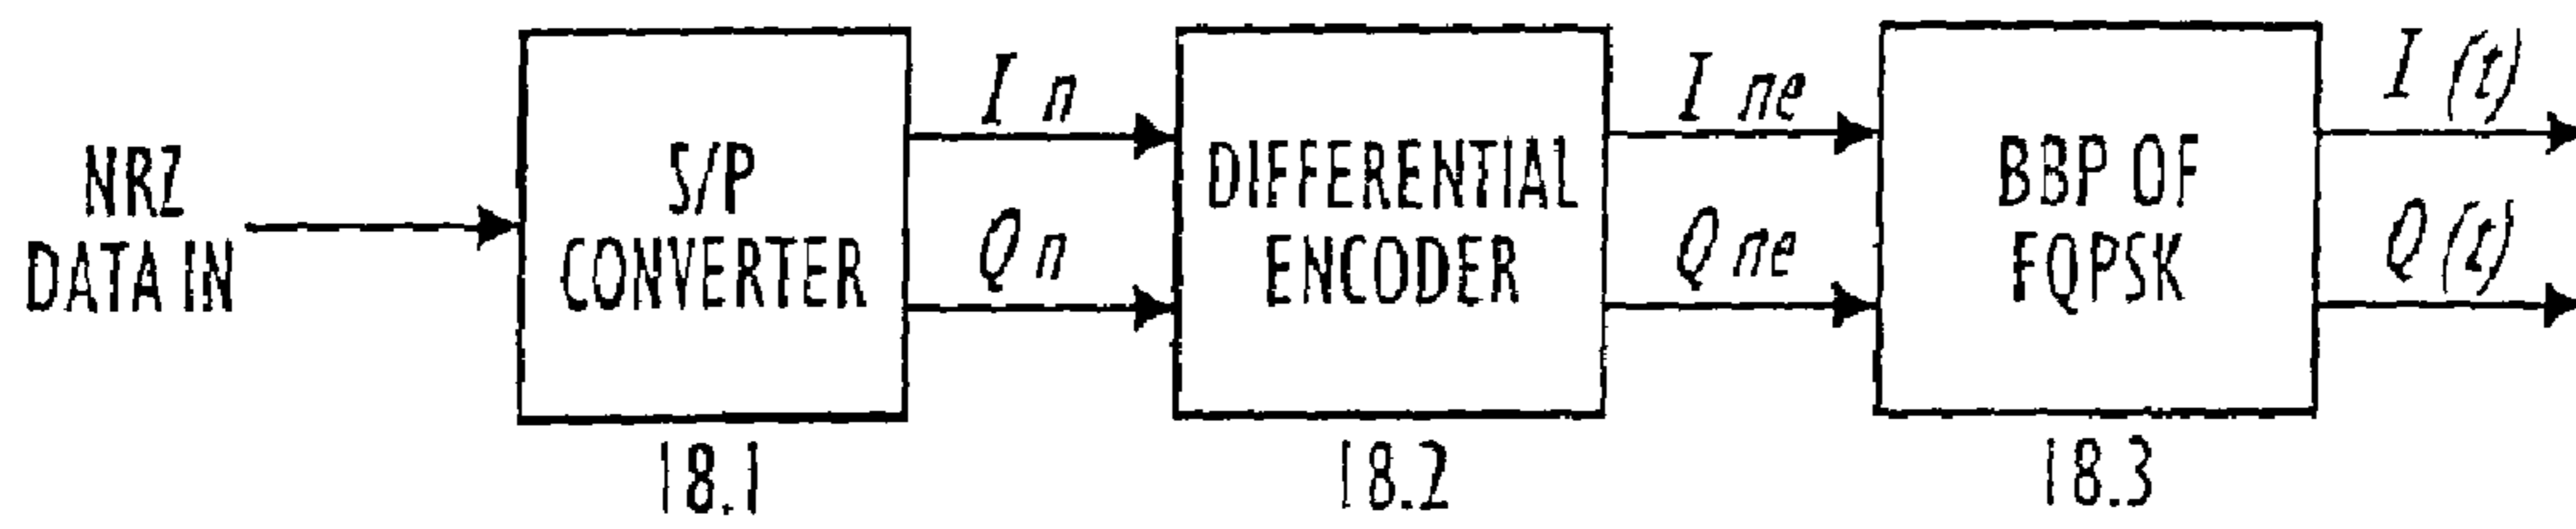 NRZ
DATA IN
S/P
CONVERTER
18.1
I n
Q n
DIFFERENTIAL
ENCODER
18.2
I ne
Q ne
BBP OF
FQPSK
18.3
I (t)
Q (t)